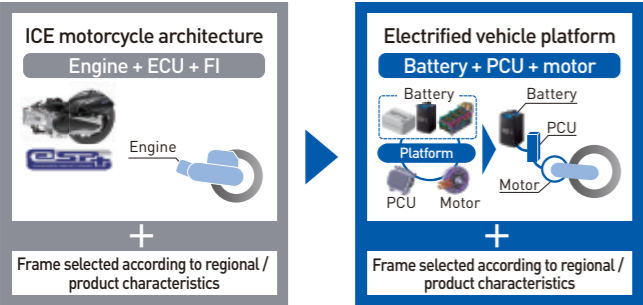 ICE motorcycle architecture
Engine + ECU + FI
eSP+
Engine
+
Frame selected according to regional /
product characteristics
Electrified vehicle platform
Battery + PCU + motor
Battery
Platform
PCU
Motor
Battery
PCU
Motor
+
Frame selected according to regional /
product characteristics